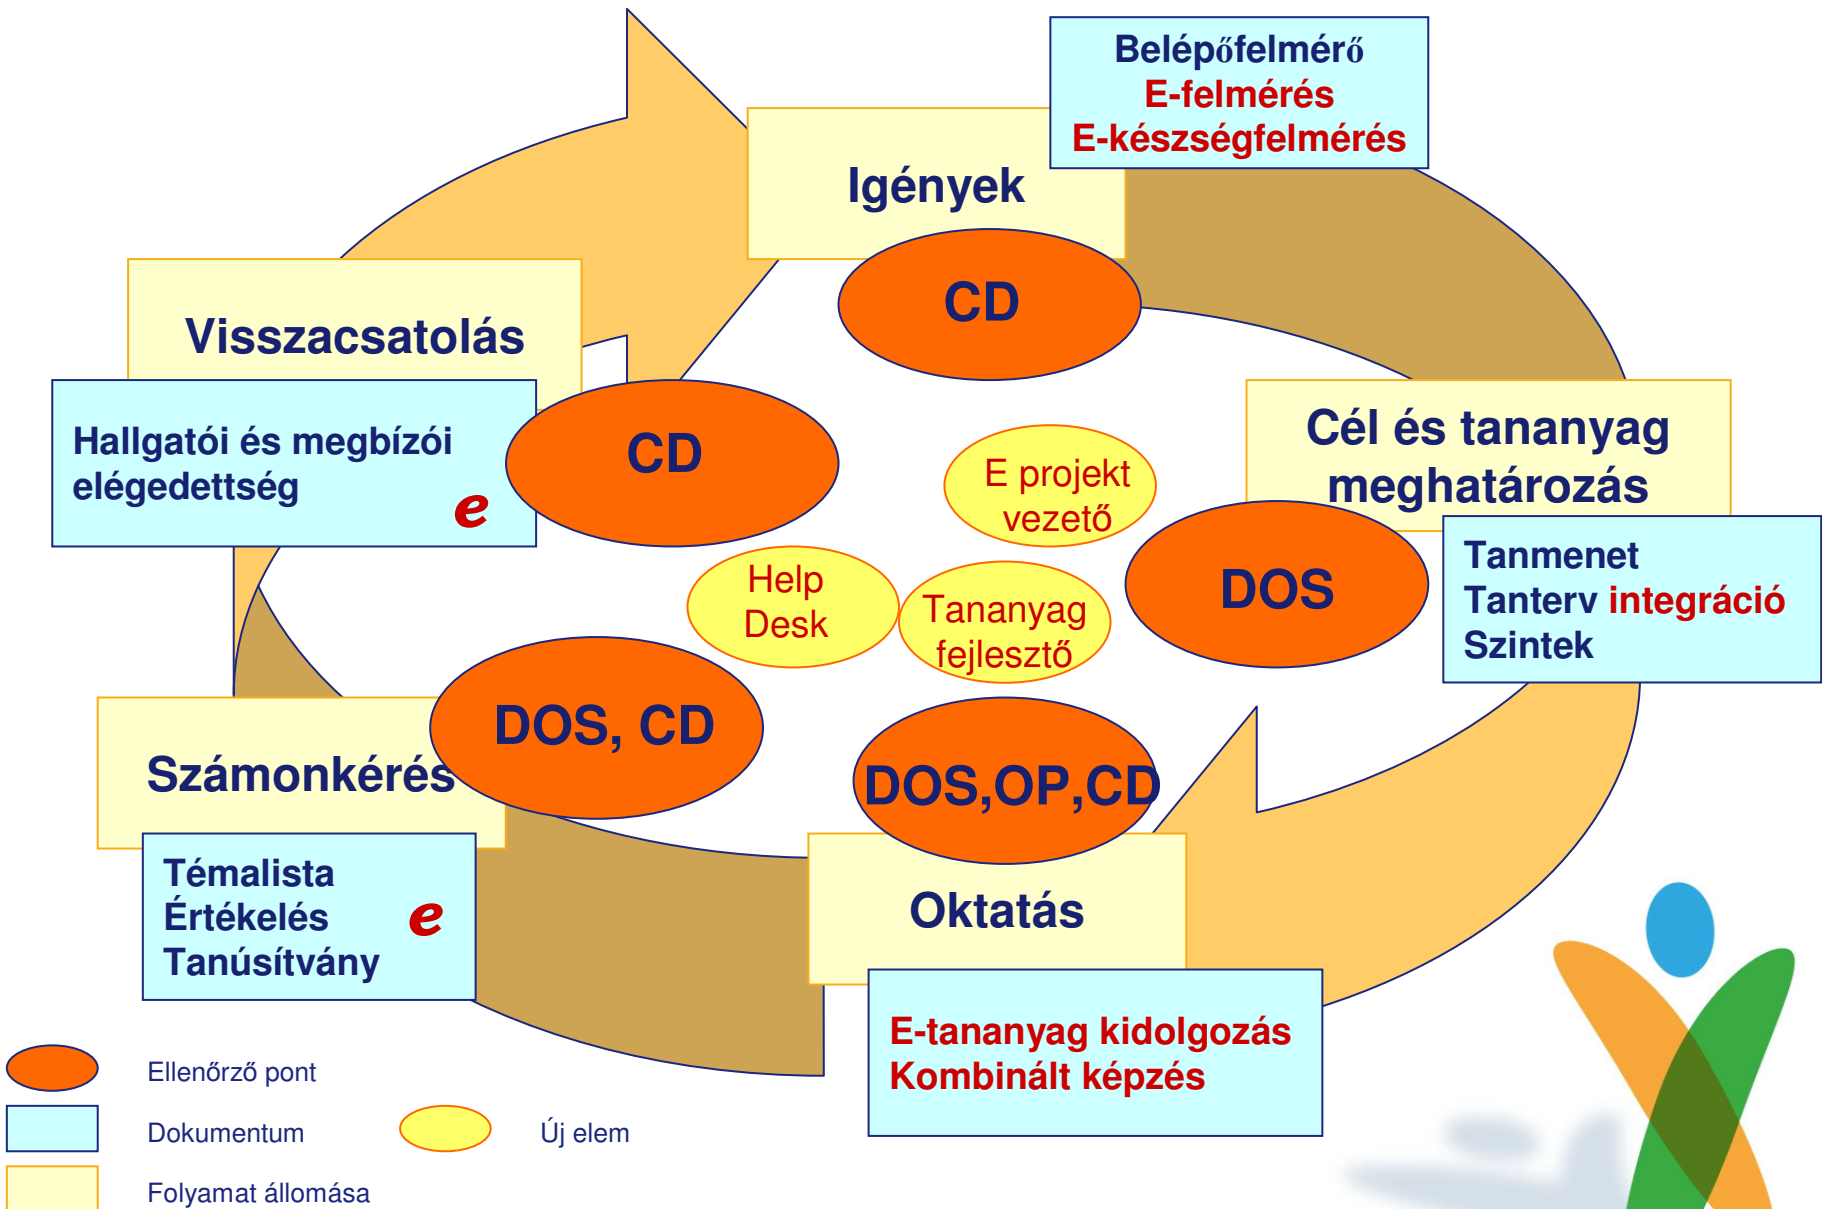 Belépőfelmérő
E-felmérés
E-készségfelmérés
Igények
CD
Visszacsatolás
Hallgatói és megbízói
elégedettség
e
CD
Cél és tananyag
meghatározás
DOS
Tanmenet
Tanterv integráció
Szintek
E projekt
vezető
Help
Desk
Tananyag
fejlesztő
DOS, CD
Számonkérés
Témalista
Értékelés
Tanúsítvány
e
DOS,OP,CD
Oktatás
E-tananyag kidolgozás
Kombinált képzés
Ellenőrző pont
Dokumentum
Új elem
Folyamat állomása